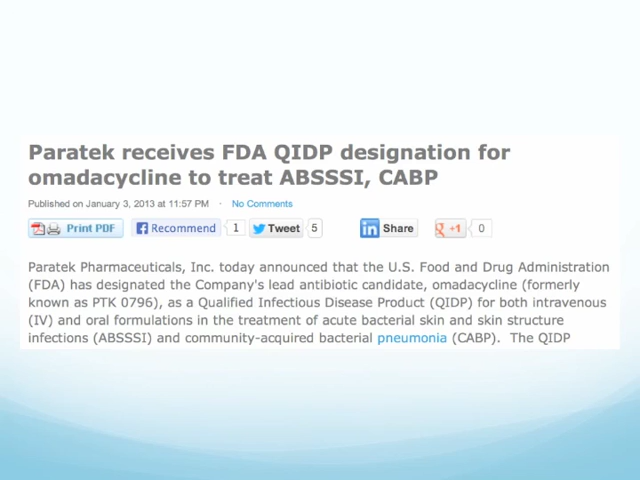 Paratek receives FDA QIDP designation for
omadacycline to treat ABSSSI, CABP
Published on January 3, 2013 at 11:57 PM · No Comments
Print PDF Recommend 1 Tweet 5 in Share g +1 0
Paratek Pharmaceuticals, Inc. today announced that the U.S. Food and Drug Administration
(FDA) has designated the Company's lead antibiotic candidate, omadacycline (formerly
known as PTK 0796), as a Qualified Infectious Disease Product (QIDP) for both intravenous
(IV) and oral formulations in the treatment of acute bacterial skin and skin structure
infections (ABSSSI) and community-acquired bacterial pneumonia (CABP). The QIDP